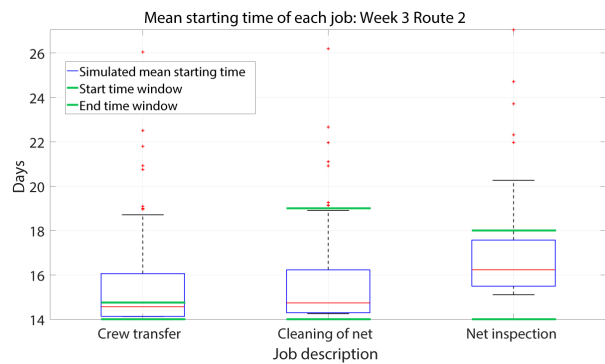 Mean starting time of each job: Week 3 Route 2
26
24
22
20
18
16
14
Days
Simulated mean starting time
Start time window
End time window
Crew transfer
Cleaning of net
Net inspection
Job description